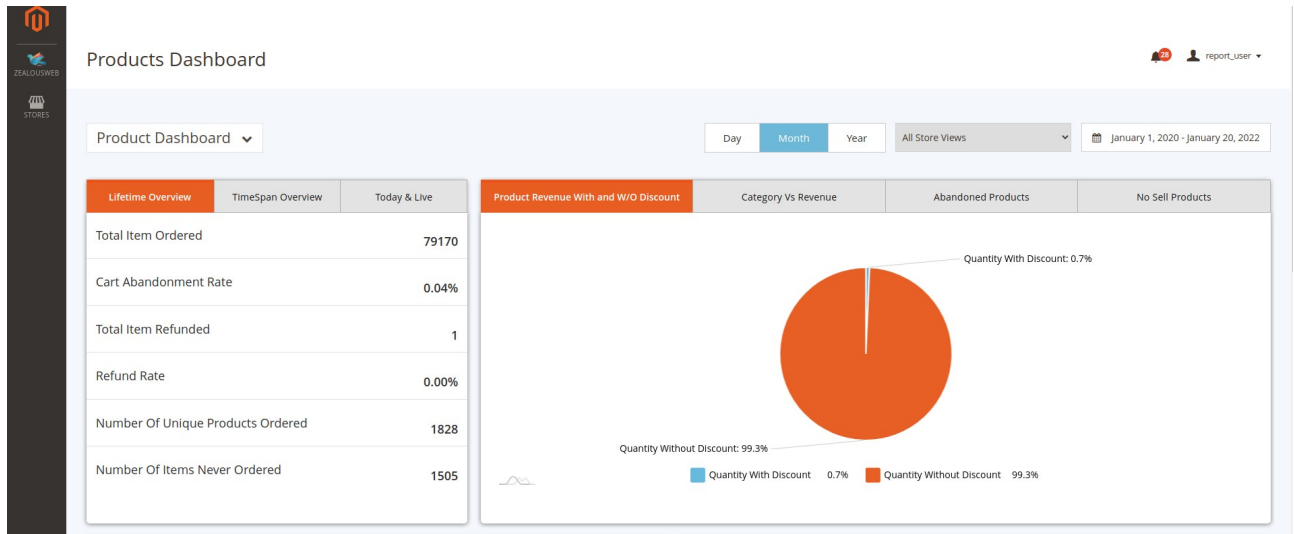 ZEALOUSWEB
STORES
Products Dashboard
28
report_user
Product Dashboard
Day Month Year
All Store Views
January 1, 2020 - January 20, 2022
Lifetime Overview TimeSpan Overview Today & Live
Total Item Ordered 79170
Cart Abandonment Rate 0.04%
Total Item Refunded 1
Refund Rate 0.00%
Number Of Unique Products Ordered 1828
Number Of Items Never Ordered 1505
Product Revenue With and W/O Discount Category Vs Revenue Abandoned Products No Sell Products
Quantity With Discount: 0.7%
Quantity Without Discount: 99.3%
Quantity With Discount 0.7% Quantity Without Discount 99.3%